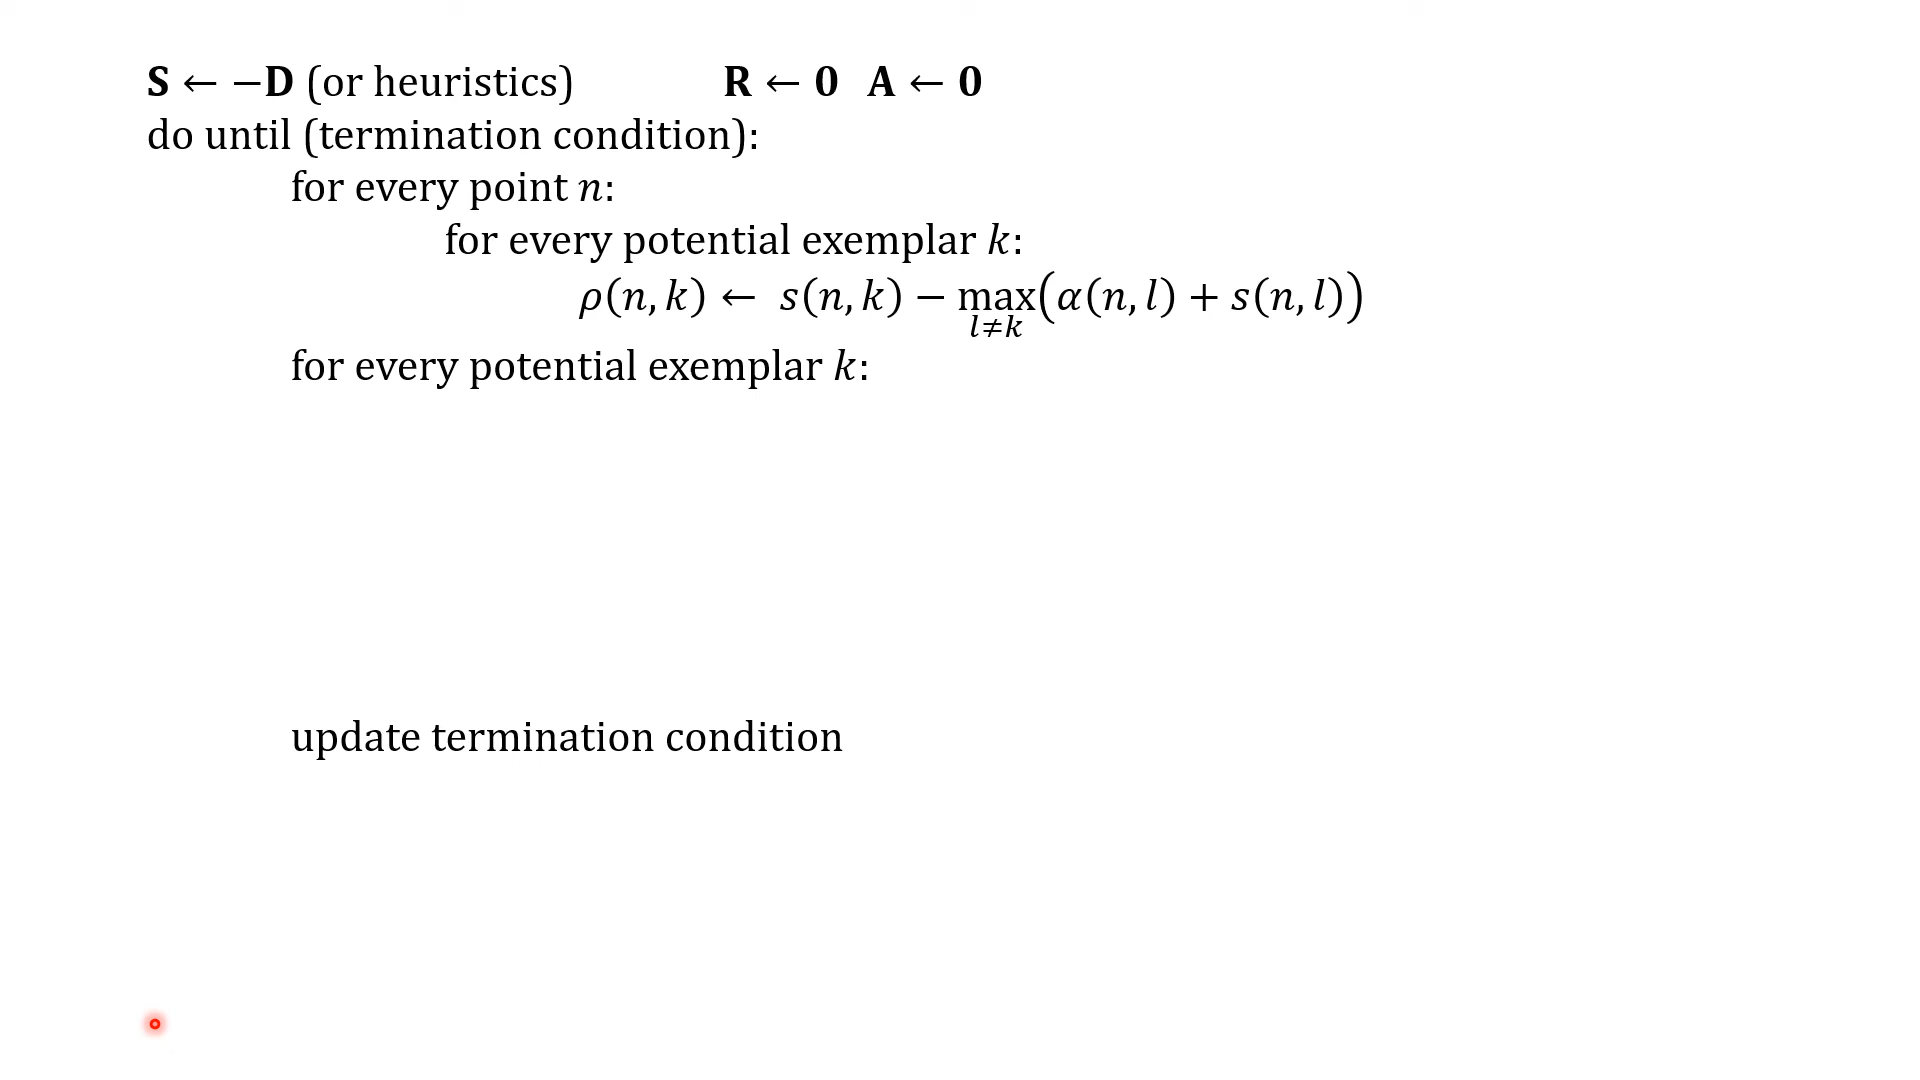 S ← −D (or heuristics) R ← 0 A ← 0
do until (termination condition):
for every point n:
for every potential exemplar k:
ρ(n, k) ← s(n, k) − max(α(n, l) + s(n, l))
l≠k
for every potential exemplar k:
update termination condition